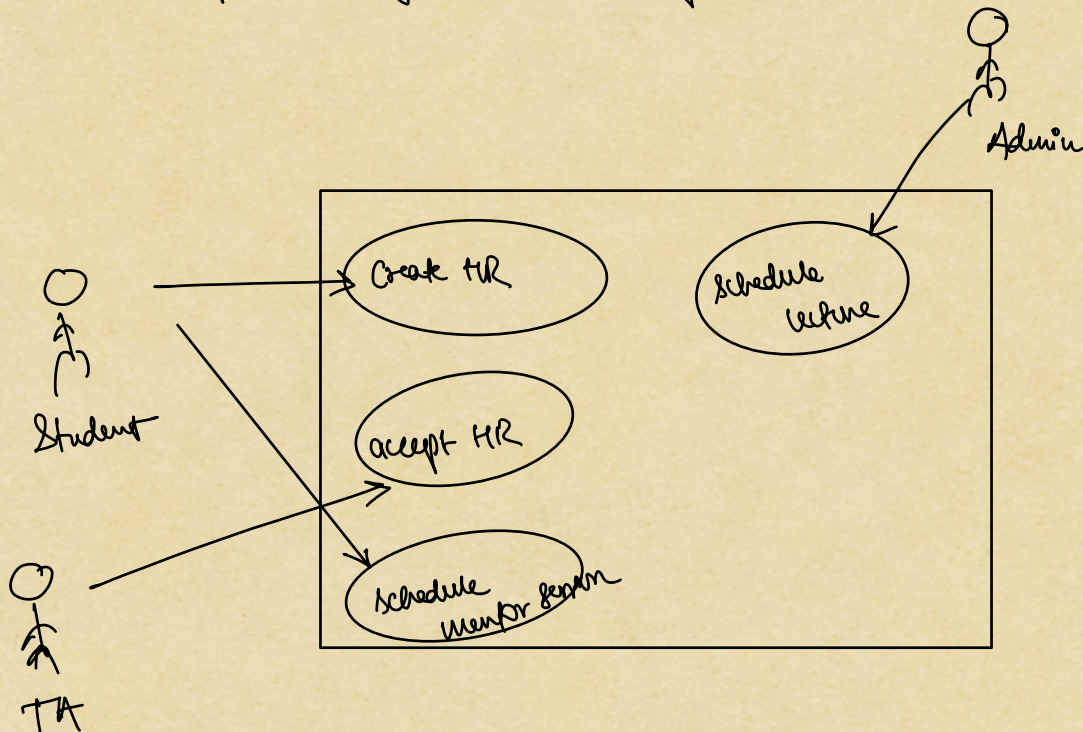 Admin
Create HR
schedule
lecture
Student
accept HR
schedule
mentor session
TA